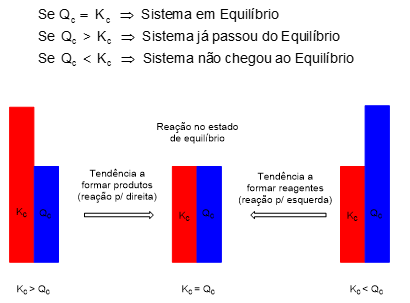 Se Qc = Kc ⇒ Sistema em Equilíbrio
Se Qc > Kc ⇒ Sistema já passou do Equilíbrio
Se Qc < Kc ⇒ Sistema não chegou ao Equilíbrio
Reação no estado
de equilíbrio
Tendência a
formar produtos
(reação p/ direita)
Tendência a
formar reagentes
(reação p/ esquerda)
Kc Qc
Kc Qc
Kc Qc
Kc > Qc
Kc = Qc
Kc < Qc